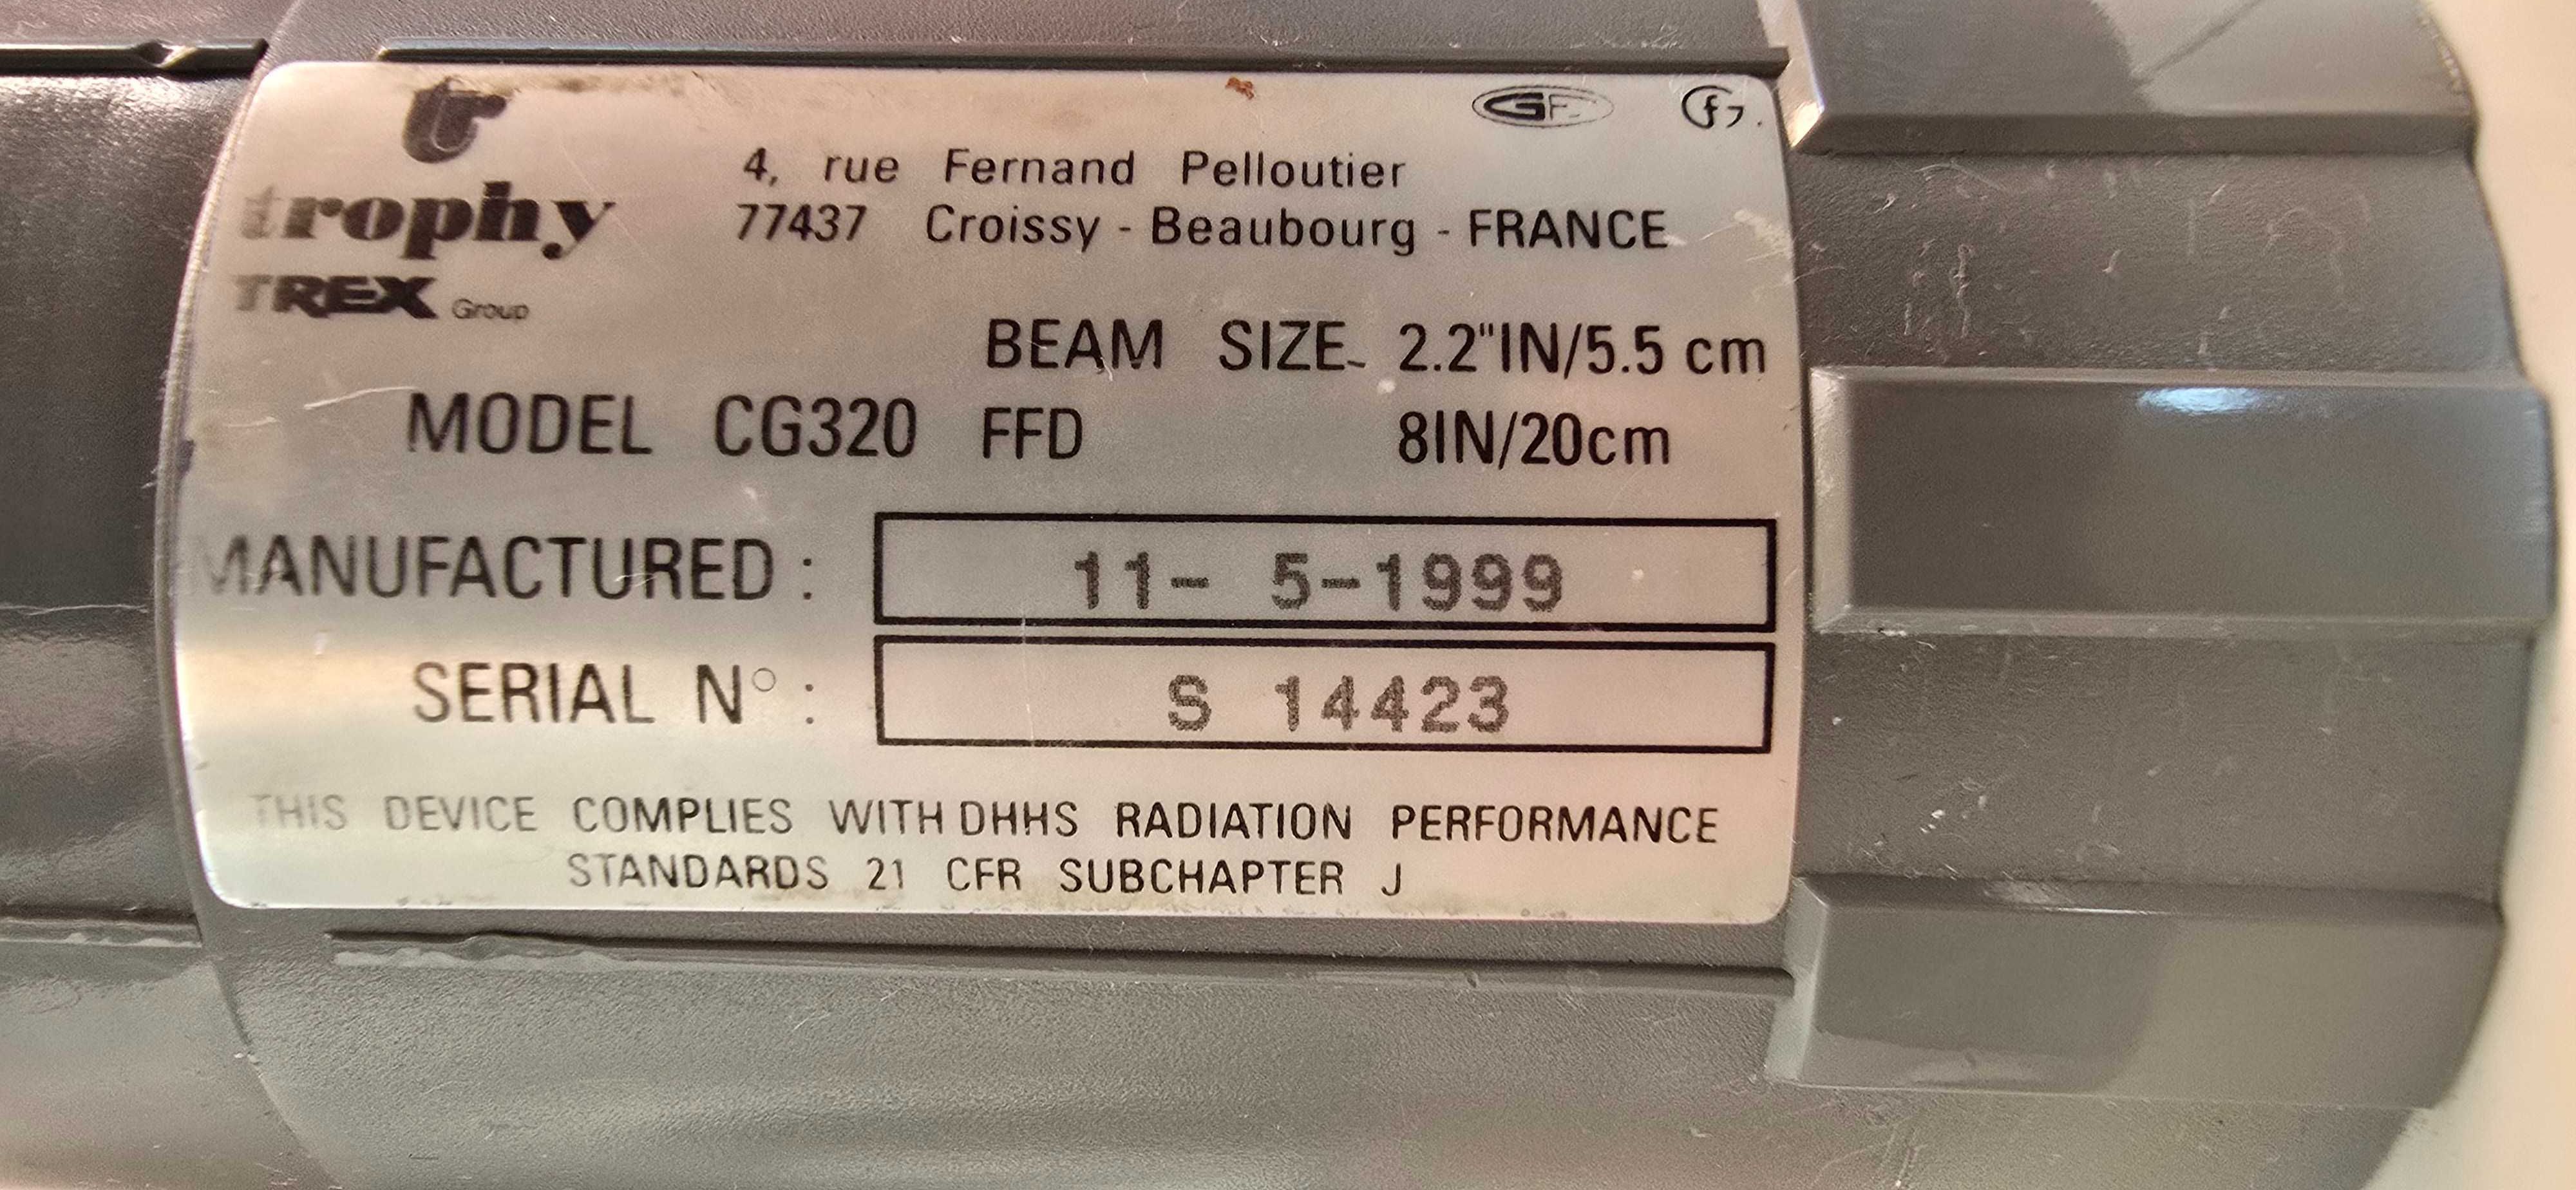 tr
trophy
TREX Group
4, rue Fernand Pelloutier
77437 Croissy - Beaubourg - FRANCE
BEAM SIZE 2.2"IN/5.5 cm
MODEL CG320 FFD 8IN/20cm
MANUFACTURED : 11- 5-1999
SERIAL N° : S 14423
THIS DEVICE COMPLIES WITH DHHS RADIATION PERFORMANCE
STANDARDS 21 CFR SUBCHAPTER J